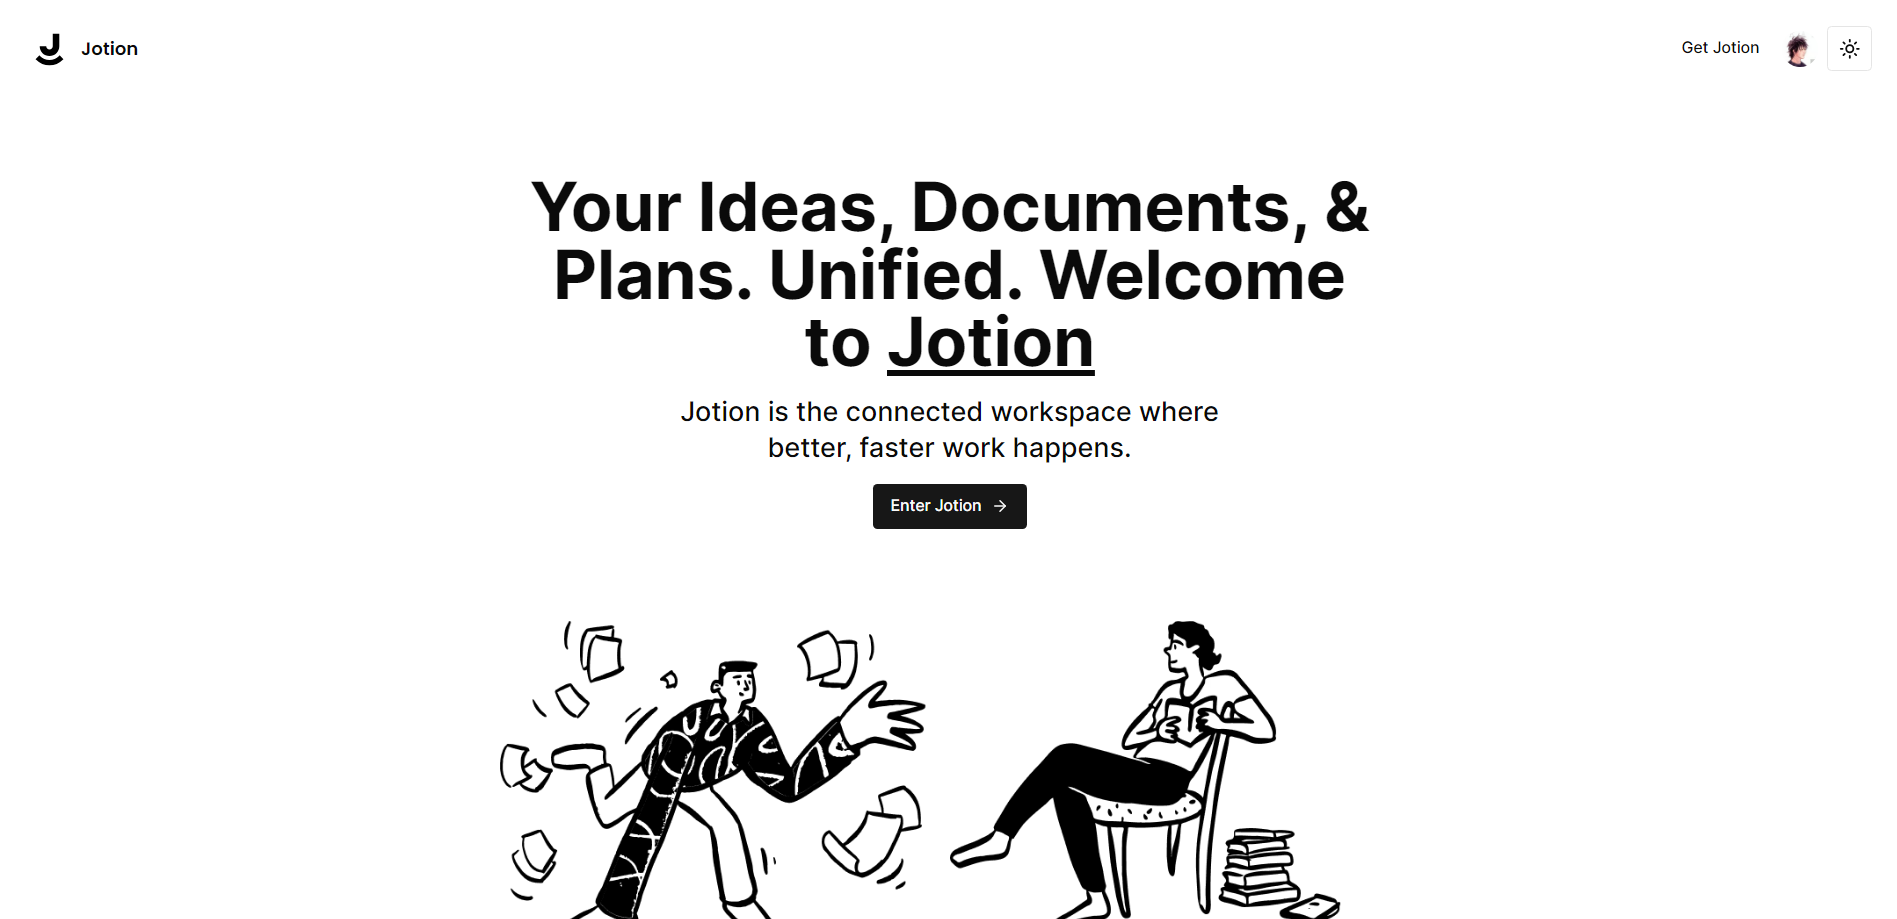 Jotion
Get Jotion
Your Ideas, Documents, &
Plans. Unified. Welcome
to Jotion
Jotion is the connected workspace where
better, faster work happens.
Enter Jotion →